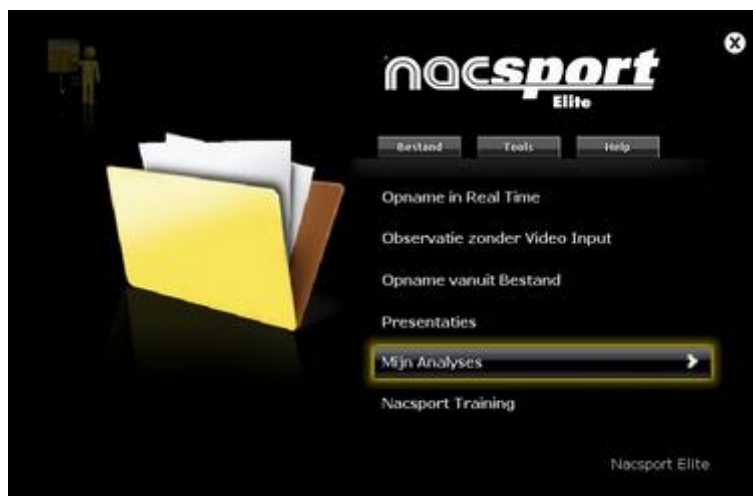 nacsport
Elite
Bestand Tools Help
Opname in Real Time
Observatie zonder Video Input
Opname vanuit Bestand
Presentaties
Mijn Analyses
Nacsport Training
Nacsport Elite